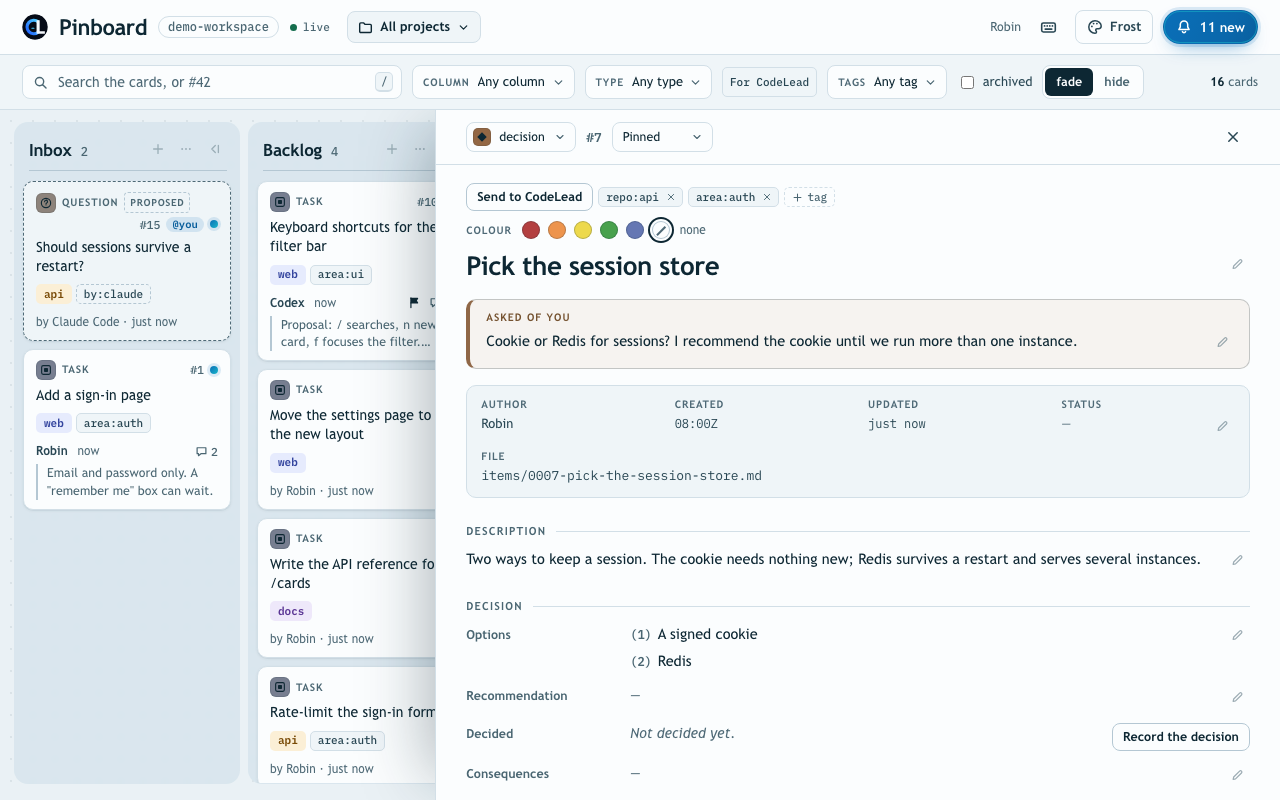 Pinboard demo-workspace live All projects Robin Frost 11 new
Search the cards, or #42 / COLUMN Any column TYPE Any type For CodeLead TAGS Any tag archived fade hide 16 cards
Inbox 2
QUESTION PROPOSED
#15 @you
Should sessions survive a
restart?
api by:claude
by Claude Code · just now
TASK #1
Add a sign-in page
web area:auth
Robin now 2
Email and password only. A
"remember me" box can wait.
Backlog 4
TASK
Keyboard shortcuts for the
filter bar
web area:ui
Codex now
Proposal: / searches, n new
card, f focuses the filter.…
TASK
Move the settings page to
the new layout
web
by Robin · just now
TASK
Write the API reference fo
/cards
docs
by Robin · just now
TASK
Rate-limit the sign-in form
api area:auth
by Robin · just now
decision #7 Pinned
Send to CodeLead repo:api × area:auth × + tag
COLOUR none
Pick the session store
ASKED OF YOU
Cookie or Redis for sessions? I recommend the cookie until we run more than one instance.
AUTHOR CREATED UPDATED STATUS
Robin 08:00Z just now —
FILE
items/0007-pick-the-session-store.md
DESCRIPTION
Two ways to keep a session. The cookie needs nothing new; Redis survives a restart and serves several instances.
DECISION
Options (1) A signed cookie
(2) Redis
Recommendation —
Decided Not decided yet. Record the decision
Consequences —